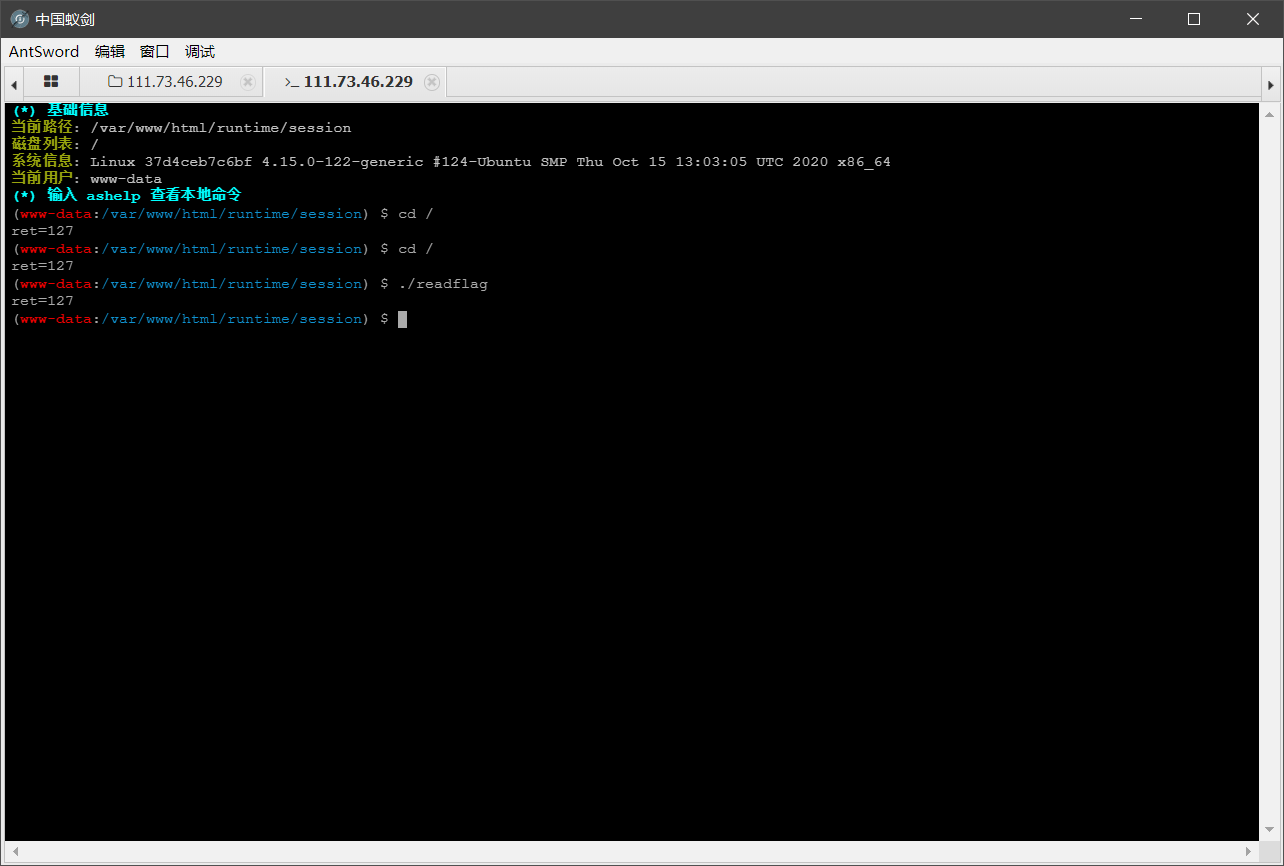 中国蚁剑
AntSword 编辑 窗口 调试
111.73.46.229 >_ 111.73.46.229
(*) 基础信息
当前路径: /var/www/html/runtime/session
磁盘列表: /
系统信息: Linux 37d4ceb7c6bf 4.15.0-122-generic #124-Ubuntu SMP Thu Oct 15 13:03:05 UTC 2020 x86_64
当前用户: www-data
(*) 输入 ashelp 查看本地命令
(www-data:/var/www/html/runtime/session) $ cd /
ret=127
(www-data:/var/www/html/runtime/session) $ cd /
ret=127
(www-data:/var/www/html/runtime/session) $ ./readflag
ret=127
(www-data:/var/www/html/runtime/session) $